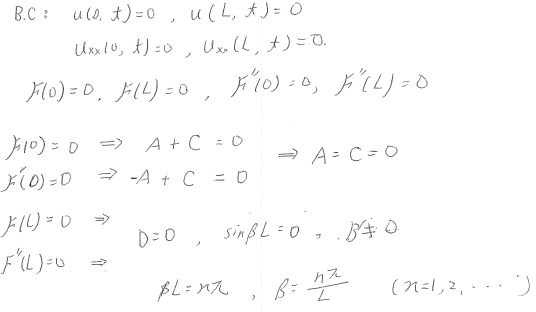 B.C: u(0, t)=0 , u(L, t)=0
u_xx(0, t)=0 , u_xx(L, t)=0.
F(0)=0, F(L)=0 , F''(0)=0, F''(L)=0
F(0)=0 ⇒ A + C = 0
⇒ A = C = 0
F''(0)=0 ⇒ -A + C = 0
F(L)=0 ⇒
D=0 , sinβL=0 , B≠0
F''(L)=0 ⇒
βL=nπ , β=nπ/L (n=1,2,.....)